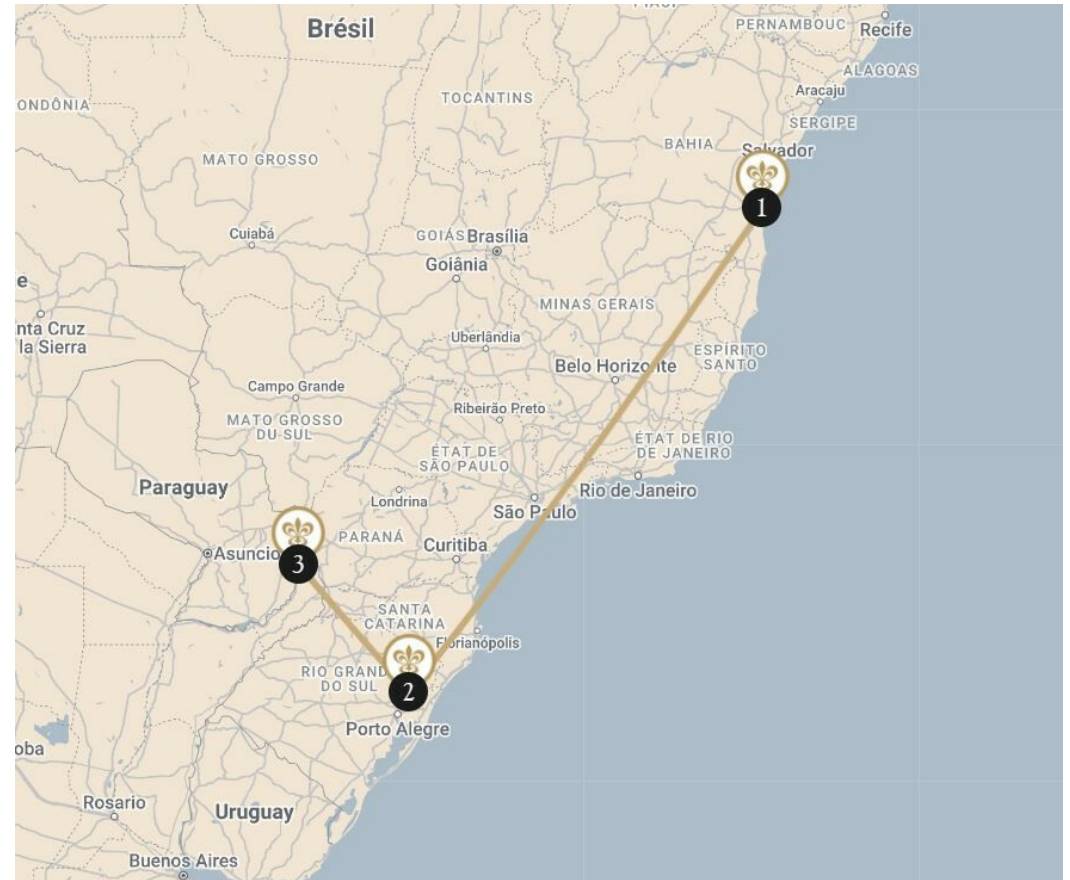 Brésil
PERNAMBOUC
Recife
ALAGOAS
Aracaju
SERGIPE
ONDÔNIA
TOCANTINS
BAHIA
Salvador
MATO GROSSO
1
Cuiabá
GOIÁS
Brasília
Goiânia
e
MINAS GERAIS
nta Cruz
la Sierra
Uberlândia
ESPÍRITO
SANTO
Belo Horizonte
Campo Grande
Ribeirão Preto
MATO GROSSO
DU SUL
ÉTAT DE
SÃO PAULO
ÉTAT DE RIO
DE JANEIRO
Paraguay
Londrina
Rio de Janeiro
São Paulo
PARANÁ
Curitiba
Asuncio
3
SANTA
CATARINA
Florianópolis
RIO GRAND
DO SUL
2
Porto Alegre
oba
Rosario
Uruguay
Buenos Aires